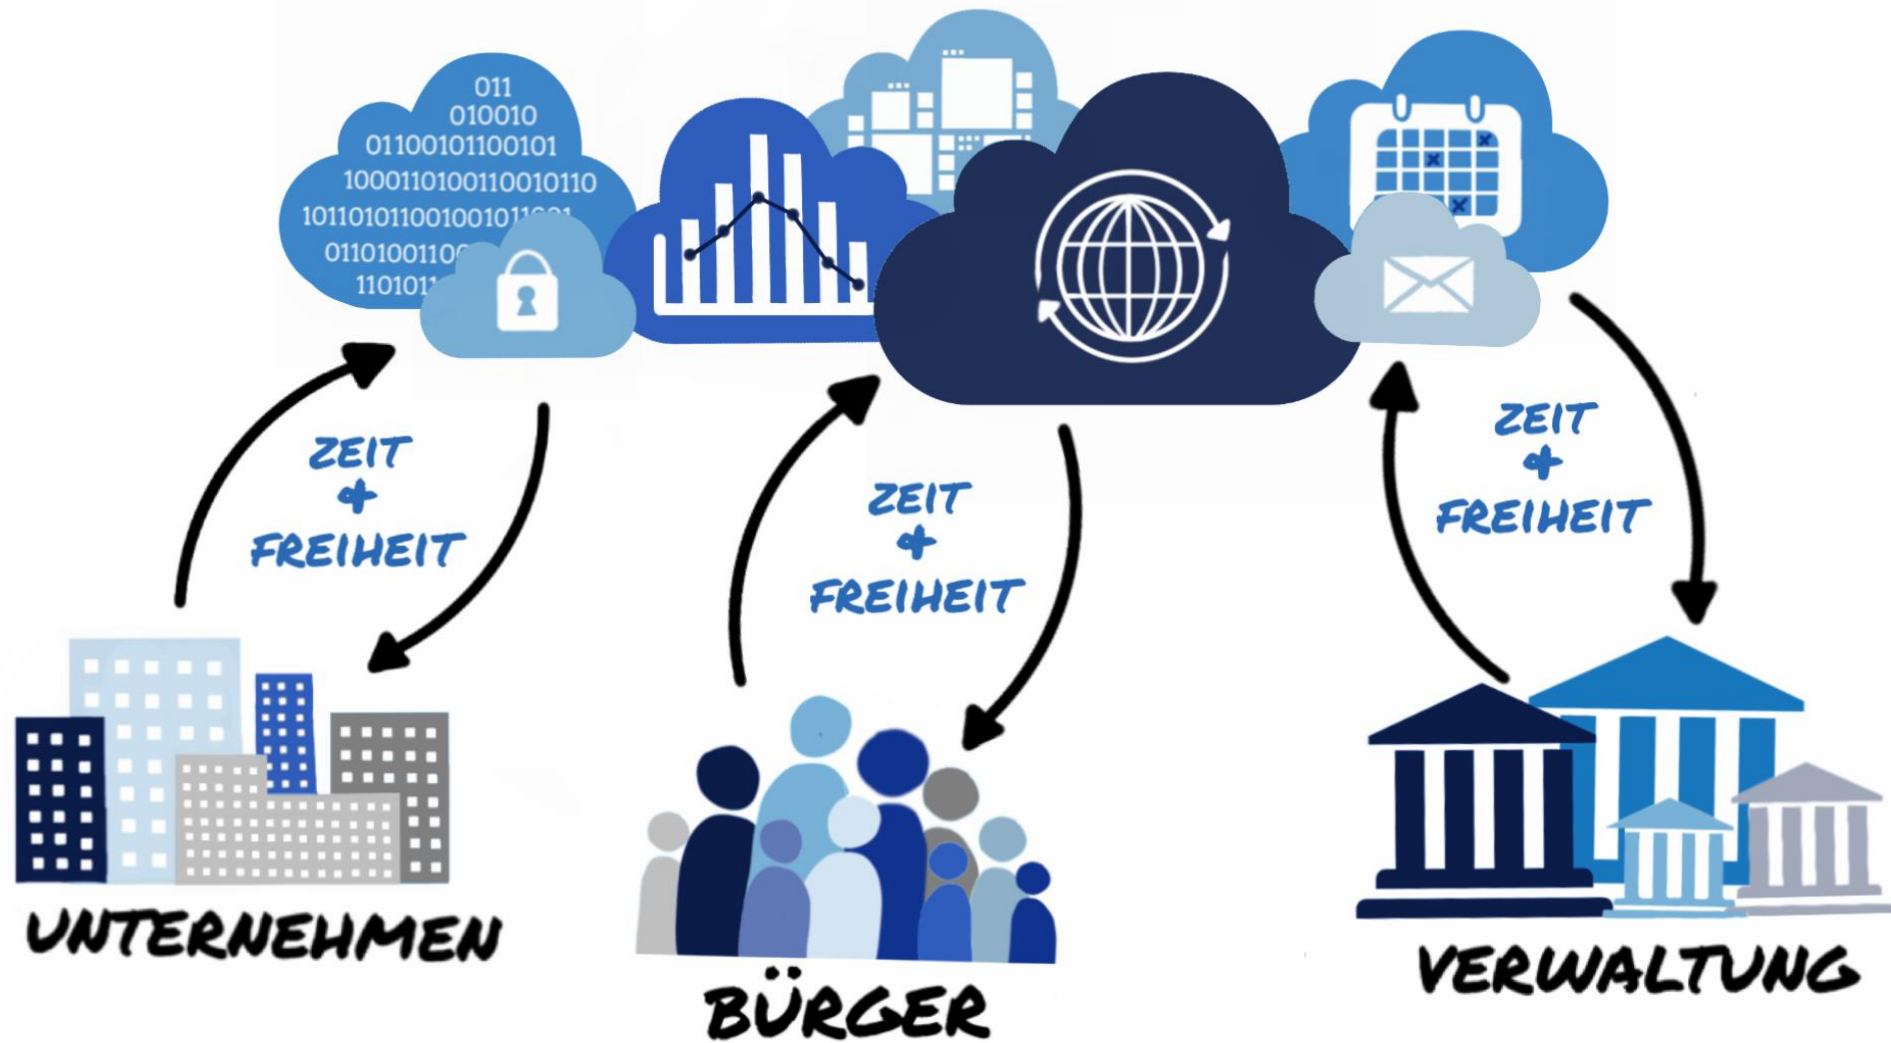 011
010010
01100101100101
1000110100110010110
ZEIT
&
FREIHEIT
ZEIT
&
FREIHEIT
ZEIT
&
FREIHEIT
UNTERNEHMEN
BÜRGER
VERWALTUNG